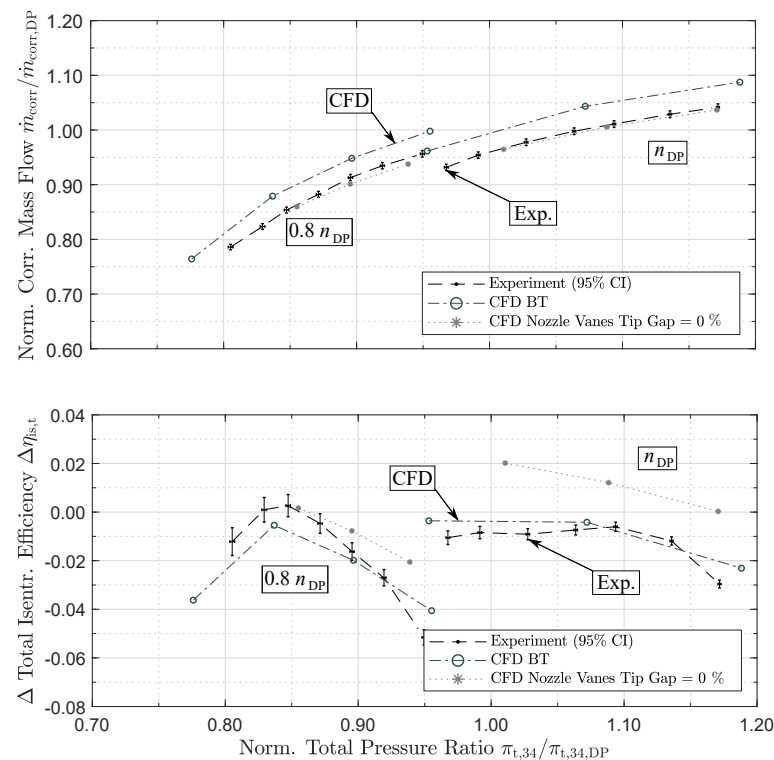 1.20
1.10
1.00
0.90
0.80
0.70
0.60
Norm. Corr. Mass Flow ṁcorr/ṁcorr,DP
CFD
nDP
Exp.
0.8 nDP
Experiment (95% CI)
CFD BT
CFD Nozzle Vanes Tip Gap = 0 %
0.04
0.02
0.00
-0.02
-0.04
-0.06
-0.08
Δ Total Isentr. Efficiency Δηis,t
nDP
CFD
0.8 nDP
Exp.
Experiment (95% CI)
CFD BT
CFD Nozzle Vanes Tip Gap = 0 %
0.70 0.80 0.90 1.00 1.10 1.20
Norm. Total Pressure Ratio πt,34/πt,34,DP